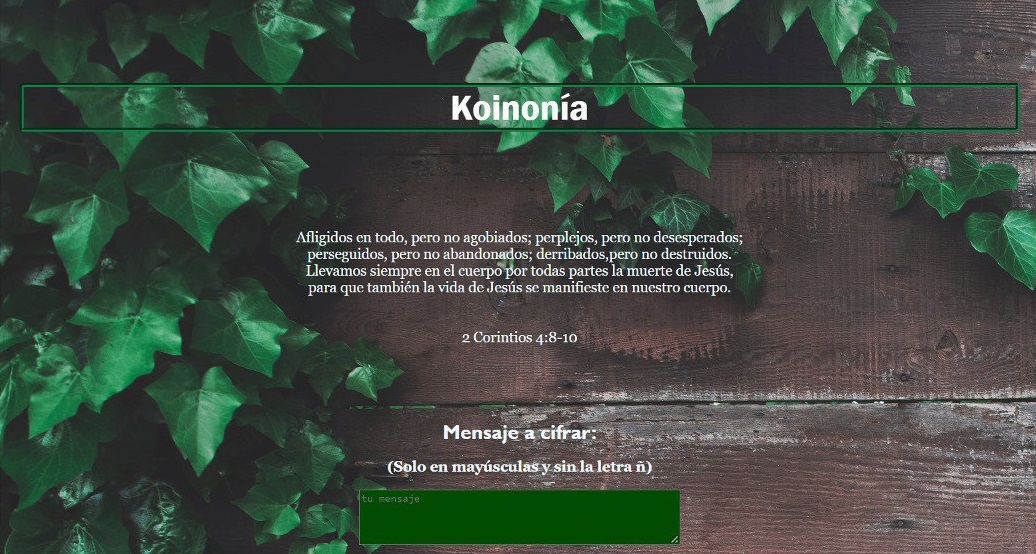 Koinonía
Afligidos en todo, pero no agobiados; perplejos, pero no desesperados;
perseguidos, pero no abandonados; derribados,pero no destruidos.
Llevamos siempre en el cuerpo por todas partes la muerte de Jesús,
para que también la vida de Jesús se manifieste en nuestro cuerpo.
2 Corintios 4:8-10
Mensaje a cifrar:
(Solo en mayúsculas y sin la letra ñ)
tu mensaje